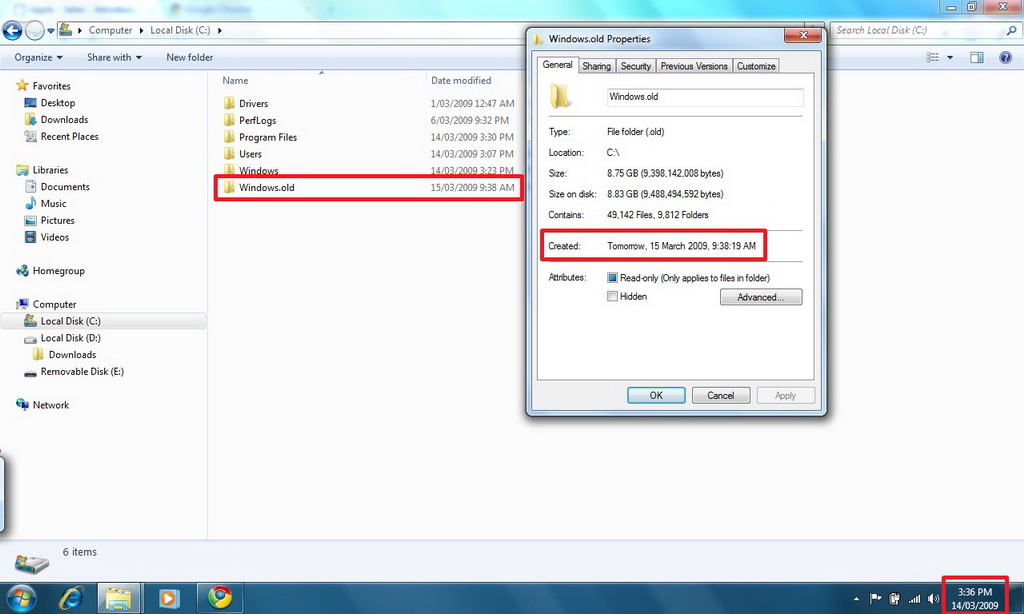 Computer Local Disk (C:)
Search Local Disk (C:)
Organize Share with New folder
Favorites
Desktop
Downloads
Recent Places
Libraries
Documents
Music
Pictures
Videos
Homegroup
Computer
Local Disk (C:)
Local Disk (D:)
Downloads
Removable Disk (E:)
Network
Name Date modified
Drivers 1/03/2009 12:47 AM
PerfLogs 6/03/2009 9:32 PM
Program Files 14/03/2009 3:30 PM
Users 14/03/2009 3:07 PM
Windows 14/03/2009 3:23 PM
Windows.old 15/03/2009 9:38 AM
Windows.old Properties
General Sharing Security Previous Versions Customize
Windows.old
Type: File folder (.old)
Location: C:\
Size: 8.75 GB (9,398,142,008 bytes)
Size on disk: 8.83 GB (9,488,494,592 bytes)
Contains: 49,142 Files, 9,812 Folders
Created: Tomorrow, 15 March 2009, 9:38:19 AM
Attributes: Read-only (Only applies to files in folder)
Hidden Advanced...
OK Cancel Apply
6 items
3:36 PM
14/03/2009